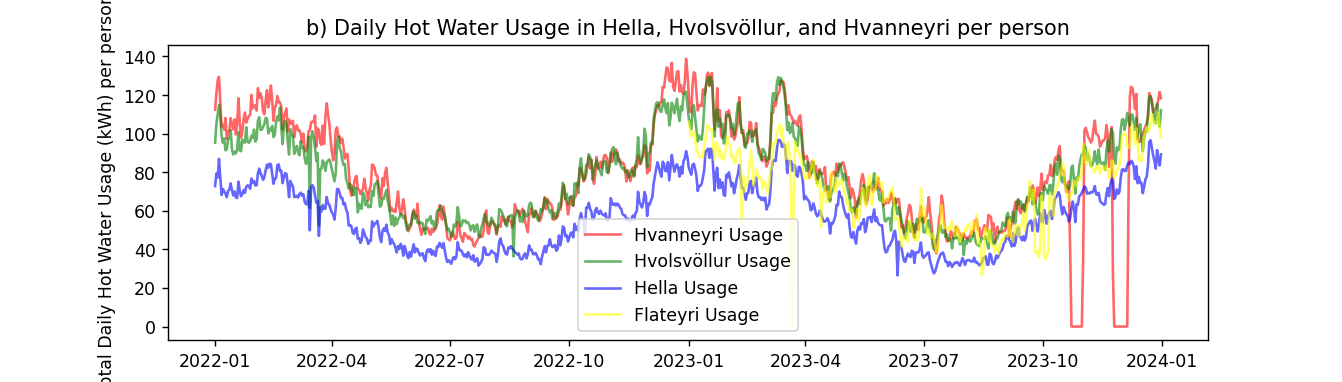 b) Daily Hot Water Usage in Hella, Hvolsvöllur, and Hvanneyri per person
Daily Hot Water Usage (kWh) per person
140
120
100
80
60
40
20
0
Hvanneyri Usage
Hvolsvöllur Usage
Hella Usage
Flateyri Usage
2022-01 2022-04 2022-07 2022-10 2023-01 2023-04 2023-07 2023-10 2024-01